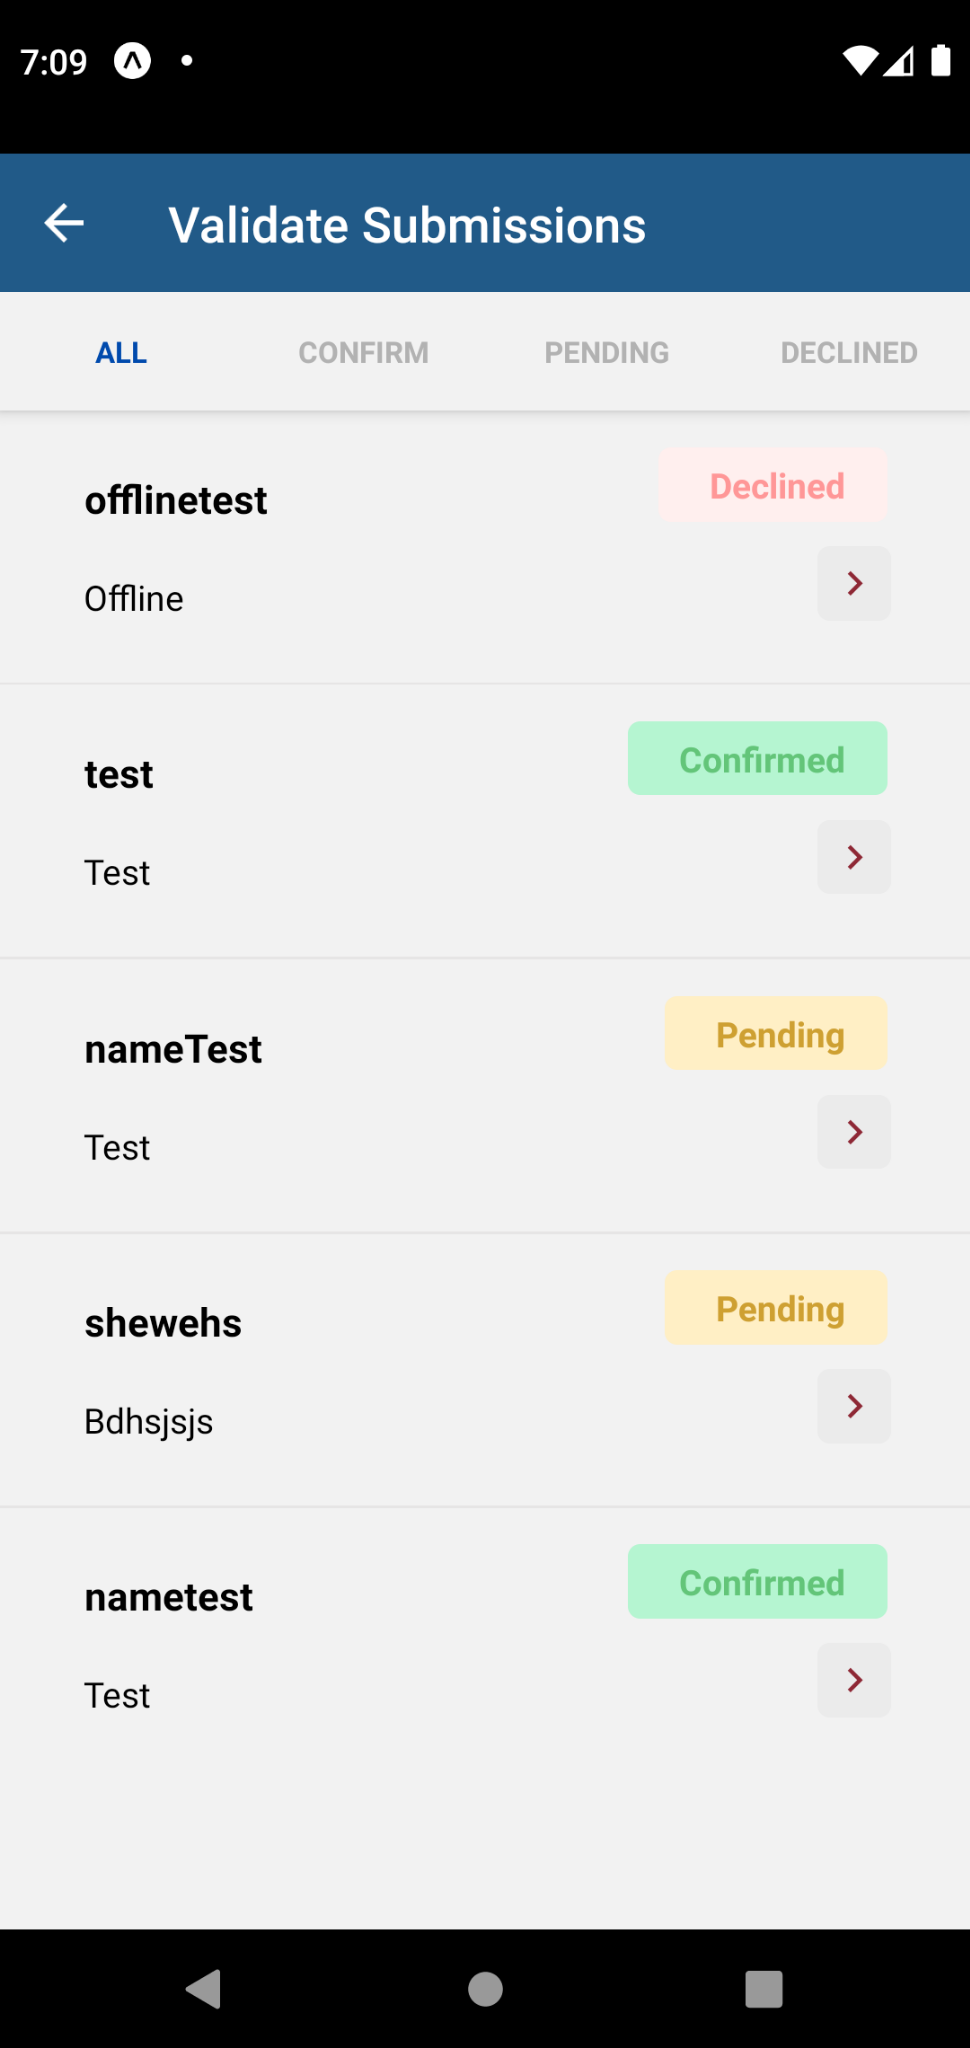 7:09
Validate Submissions
ALL CONFIRM PENDING DECLINED
offlinetest Declined
Offline
test Confirmed
Test
nameTest Pending
Test
shewehs Pending
Bdhsjsjs
nametest Confirmed
Test